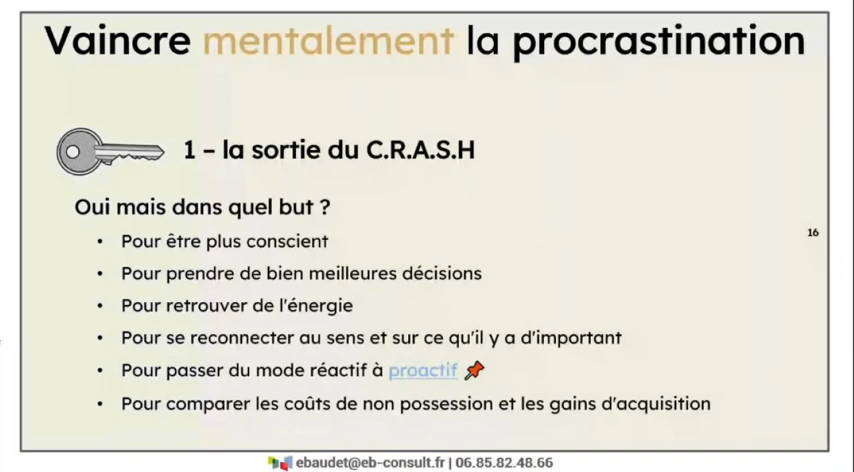 Vaincre mentalement la procrastination
1 – la sortie du C.R.A.S.H
Oui mais dans quel but ?
• Pour être plus conscient
• Pour prendre de bien meilleures décisions
• Pour retrouver de l'énergie
• Pour se reconnecter au sens et sur ce qu'il y a d'important
• Pour passer du mode réactif à proactif 📌
• Pour comparer les coûts de non possession et les gains d'acquisition
16
ebaudet@eb-consult.fr | 06.85.82.48.66